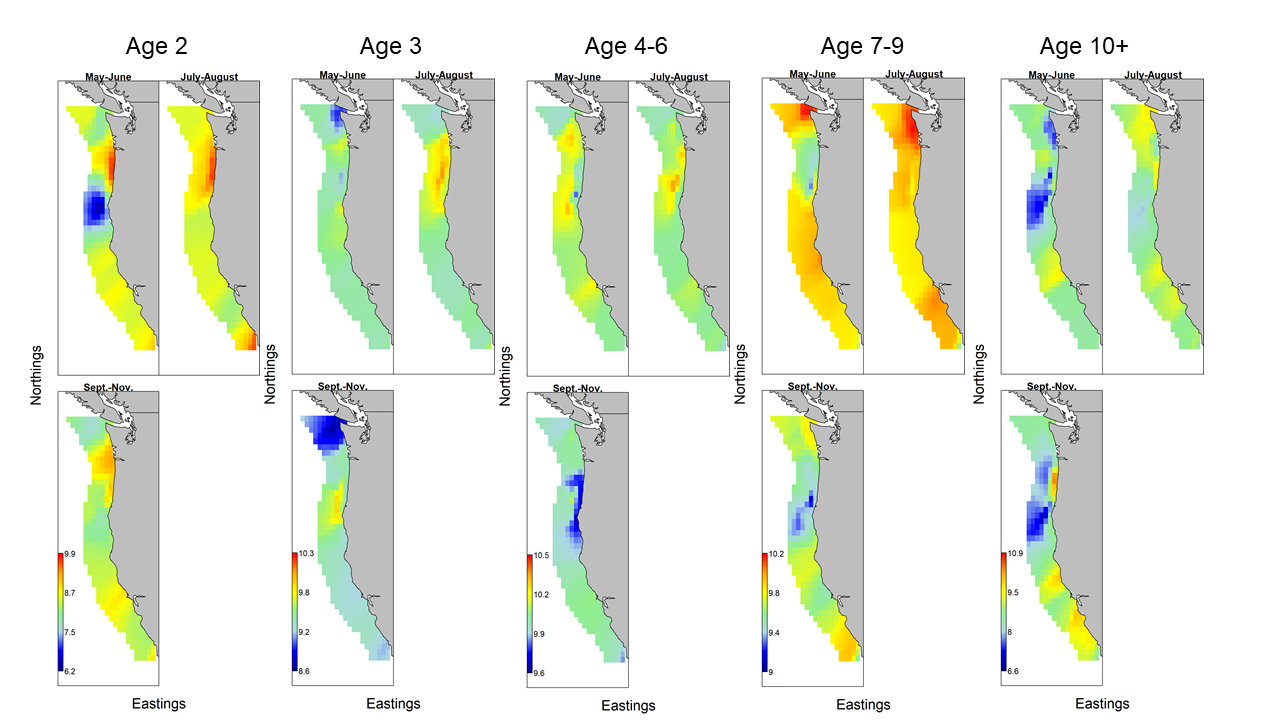 Age 2
Age 3
Age 4-6
Age 7-9
Age 10+
May-June
July-August
May-June
July-August
May-June
July-August
May-June
July-August
May-June
July-August
Northings
Northings
Northings
Northings
Northings
Sept.-Nov.
Sept.-Nov.
Sept.-Nov.
Sept.-Nov.
Sept.-Nov.
9.9
8.7
7.5
6.2
10.3
9.8
9.2
8.6
10.5
10.2
9.9
9.6
10.2
9.8
9.4
9
10.9
9.5
8
6.6
Eastings
Eastings
Eastings
Eastings
Eastings